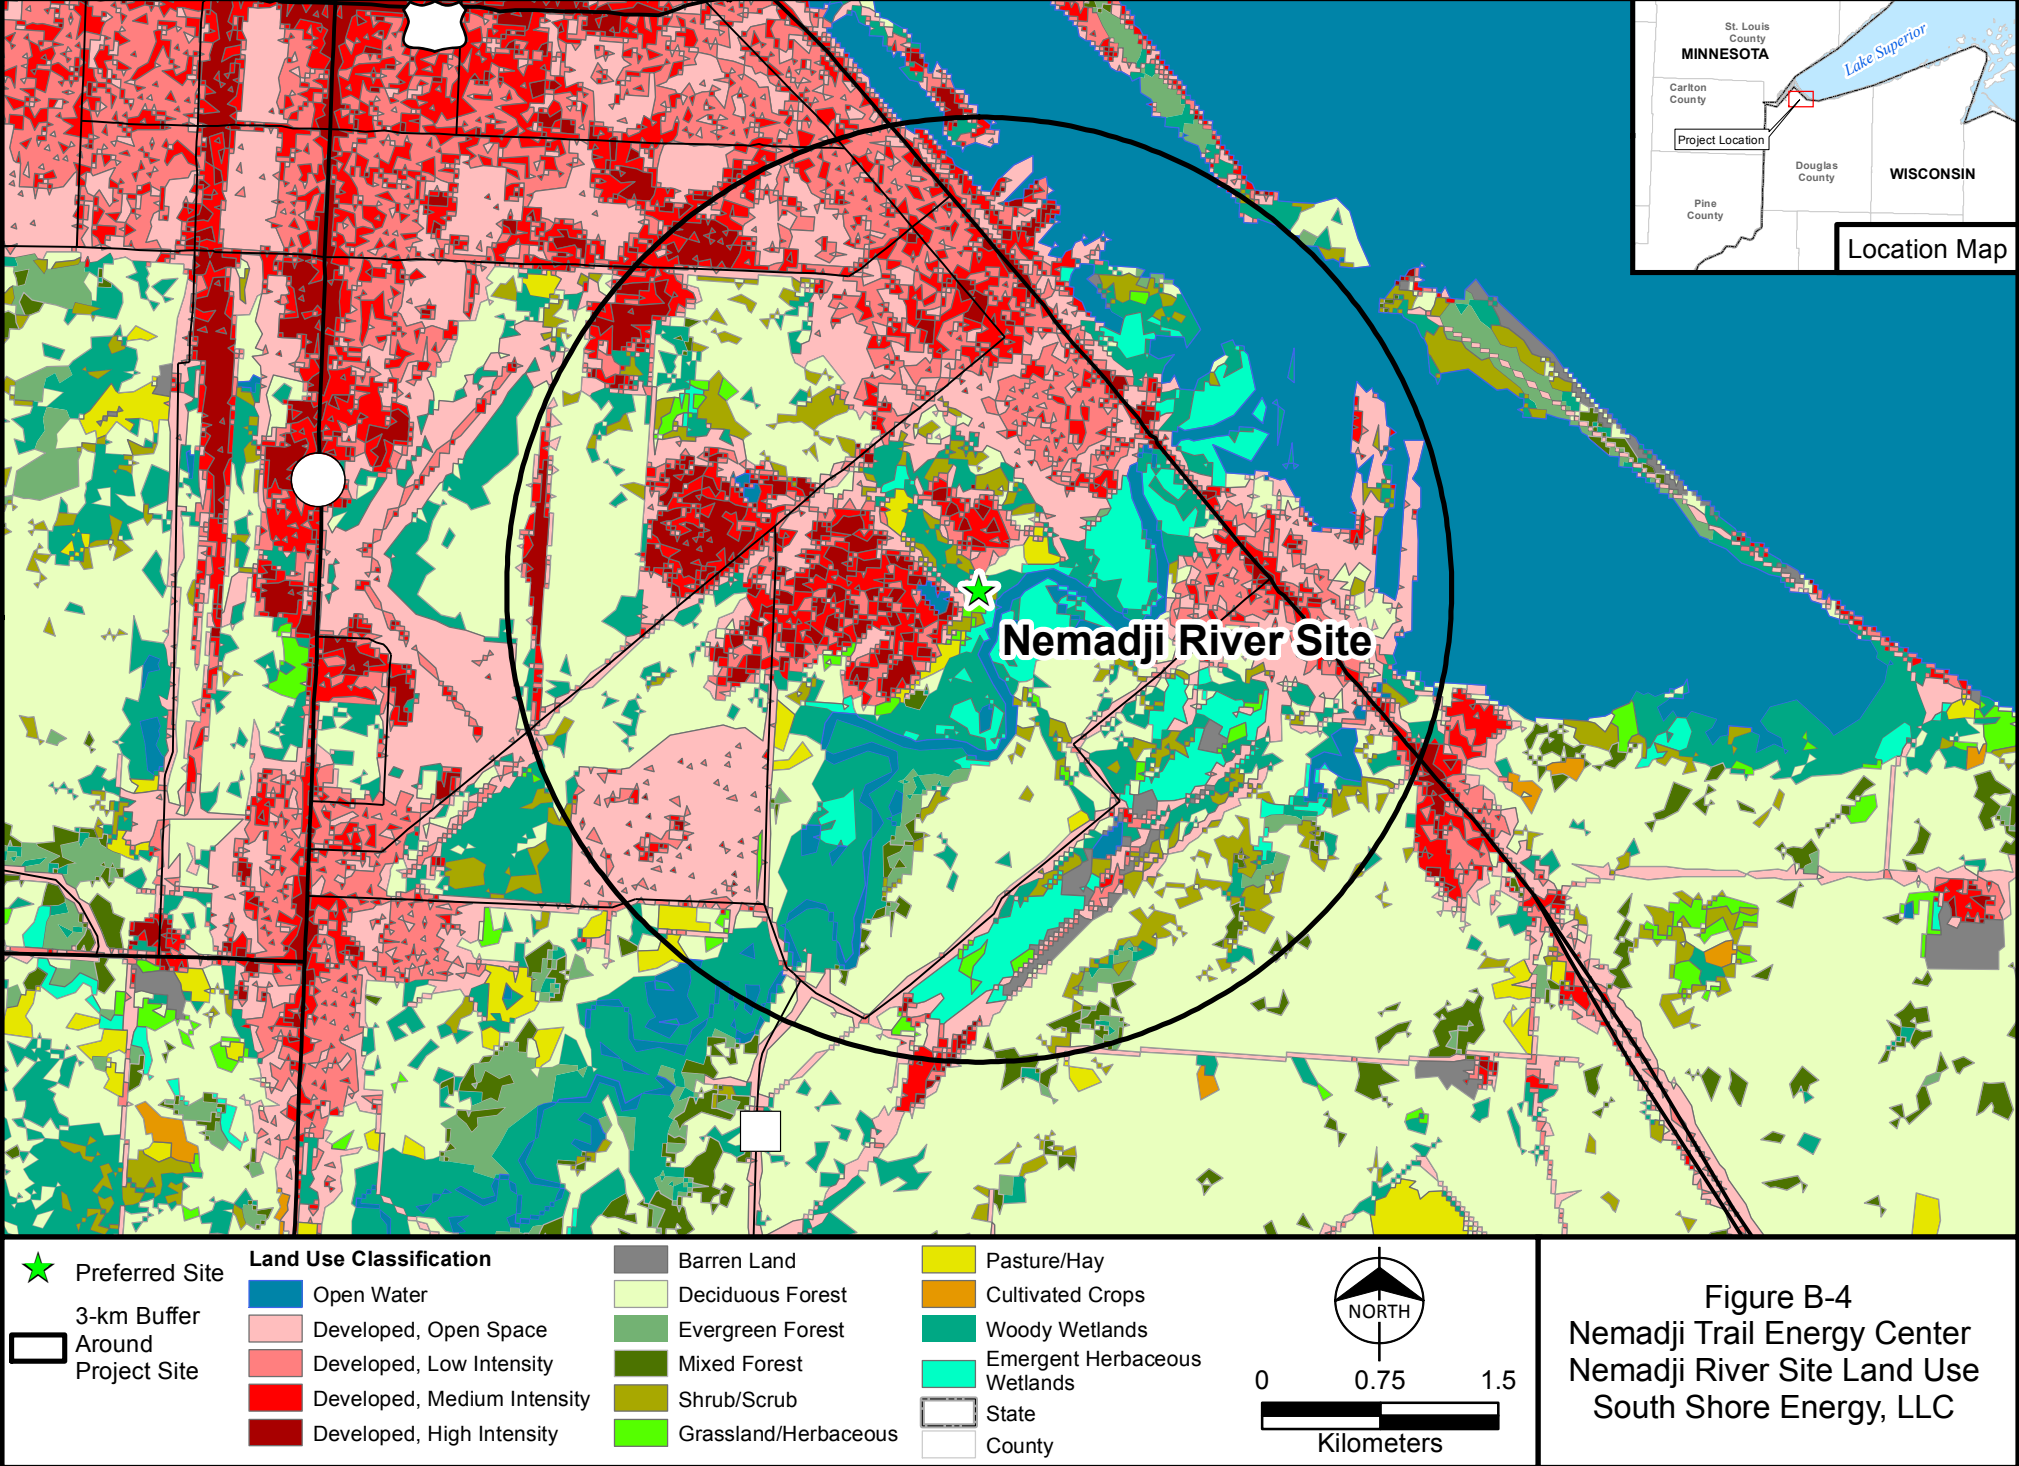 St. Louis
County
MINNESOTA
Lake Superior
Carlton
County
Project Location
Douglas
County
WISCONSIN
Pine
County
Location Map
Nemadji River Site
Preferred Site
3-km Buffer
Around
Project Site
Land Use Classification
Open Water
Developed, Open Space
Developed, Low Intensity
Developed, Medium Intensity
Developed, High Intensity
Barren Land
Deciduous Forest
Evergreen Forest
Mixed Forest
Shrub/Scrub
Grassland/Herbaceous
Pasture/Hay
Cultivated Crops
Woody Wetlands
Emergent Herbaceous
Wetlands
State
County
NORTH
0 0.75 1.5
Kilometers
Figure B-4
Nemadji Trail Energy Center
Nemadji River Site Land Use
South Shore Energy, LLC